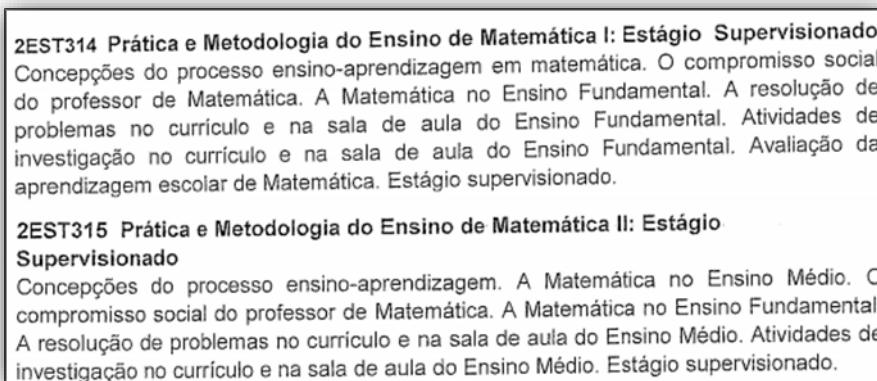 2EST314 Prática e Metodologia do Ensino de Matemática I: Estágio Supervisionado
Concepções do processo ensino-aprendizagem em matemática. O compromisso social
do professor de Matemática. A Matemática no Ensino Fundamental. A resolução de
problemas no currículo e na sala de aula do Ensino Fundamental. Atividades de
investigação no currículo e na sala de aula do Ensino Fundamental. Avaliação da
aprendizagem escolar de Matemática. Estágio supervisionado.
2EST315 Prática e Metodologia do Ensino de Matemática II: Estágio
Supervisionado
Concepções do processo ensino-aprendizagem. A Matemática no Ensino Médio. O
compromisso social do professor de Matemática. A Matemática no Ensino Fundamental
A resolução de problemas no currículo e na sala de aula do Ensino Médio. Atividades de
investigação no currículo e na sala de aula do Ensino Médio. Estágio supervisionado.